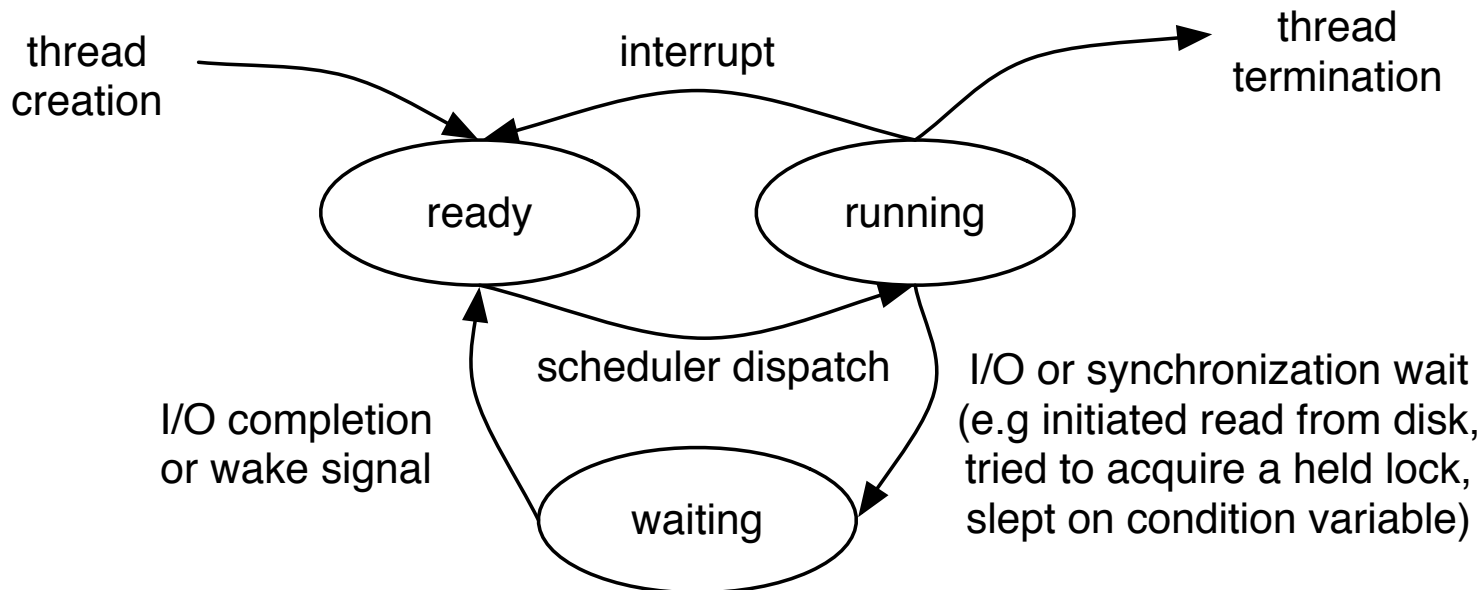 thread
creation
interrupt
thread
termination
ready
running
scheduler dispatch
I/O completion
or wake signal
I/O or synchronization wait
(e.g initiated read from disk,
tried to acquire a held lock,
slept on condition variable)
waiting